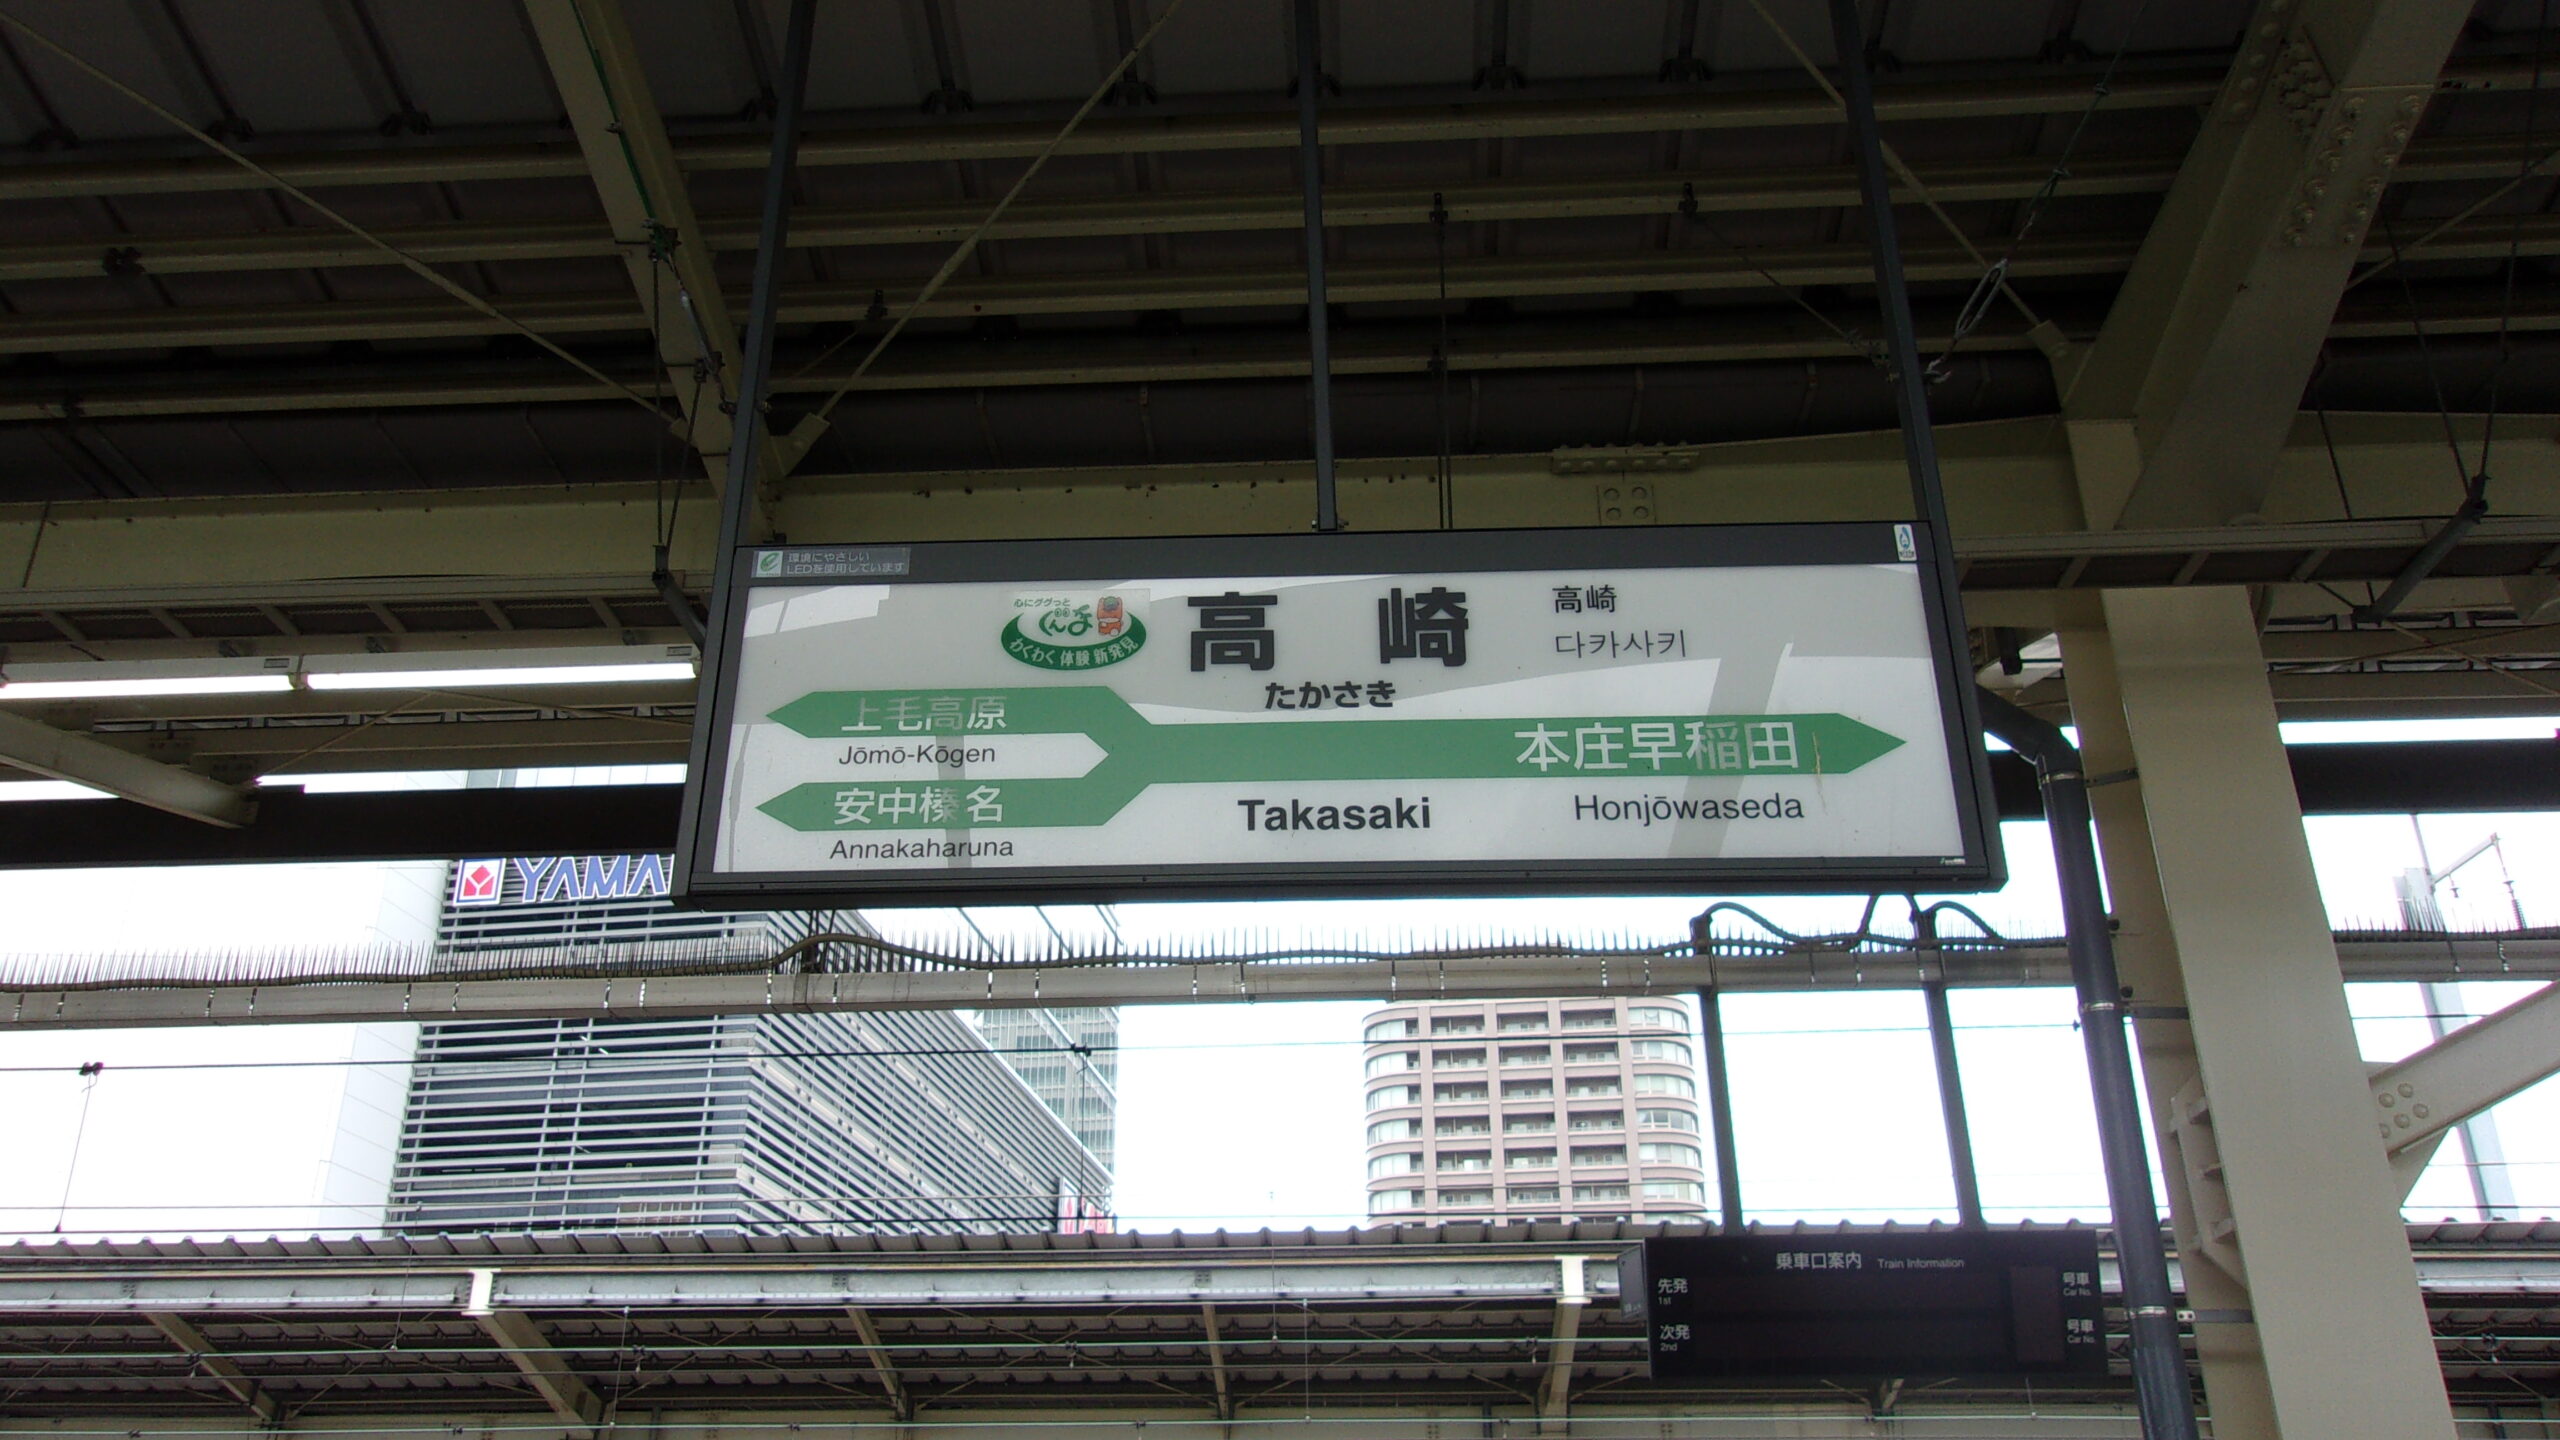 環境にやさしい
LEDを使用しています
心にググっと
ぐんま
わくわく 体験 新発見
高崎
高崎
다카사키
たかさき
上毛高原
Jōmō-Kōgen
本庄早稲田
安中榛名
Takasaki
Honjōwaseda
Annakaharuna
YAMA
乗車口案内 Train Information
先発
1st
号車
Car No.
次発
2nd
号車
Car No.